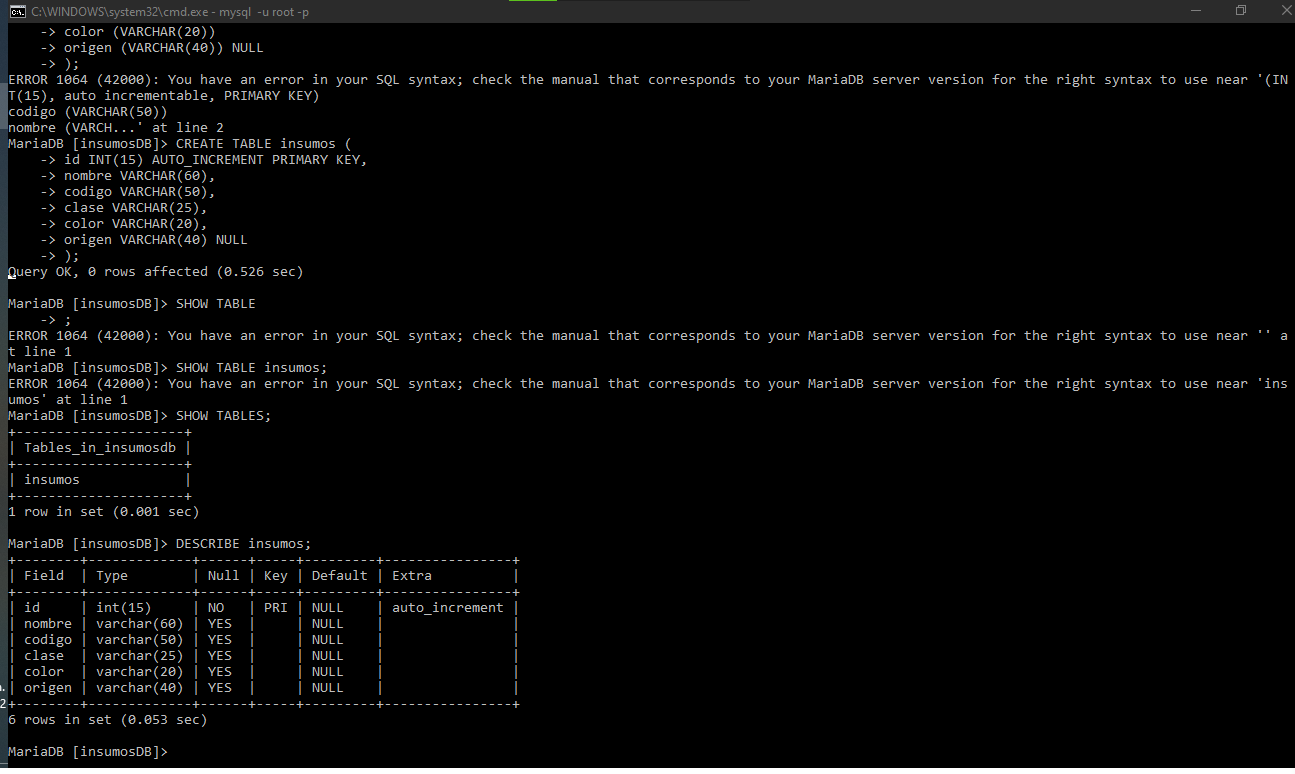 C:\WINDOWS\system32\cmd.exe - mysql -u root -p
    -> color (VARCHAR(20))
    -> origen (VARCHAR(40)) NULL
    -> );
ERROR 1064 (42000): You have an error in your SQL syntax; check the manual that corresponds to your MariaDB server version for the right syntax to use near '(IN
T(15), auto incrementable, PRIMARY KEY)
codigo (VARCHAR(50))
nombre (VARCH...' at line 2
MariaDB [insumosDB]> CREATE TABLE insumos (
    -> id INT(15) AUTO_INCREMENT PRIMARY KEY,
    -> nombre VARCHAR(60),
    -> codigo VARCHAR(50),
    -> clase VARCHAR(25),
    -> color VARCHAR(20),
    -> origen VARCHAR(40) NULL
    -> );
Query OK, 0 rows affected (0.526 sec)

MariaDB [insumosDB]> SHOW TABLE
    -> ;
ERROR 1064 (42000): You have an error in your SQL syntax; check the manual that corresponds to your MariaDB server version for the right syntax to use near '' a
t line 1
MariaDB [insumosDB]> SHOW TABLE insumos;
ERROR 1064 (42000): You have an error in your SQL syntax; check the manual that corresponds to your MariaDB server version for the right syntax to use near 'ins
umos' at line 1
MariaDB [insumosDB]> SHOW TABLES;
+---------------------+
| Tables_in_insumosdb |
+---------------------+
| insumos             |
+---------------------+
1 row in set (0.001 sec)

MariaDB [insumosDB]> DESCRIBE insumos;
+--------+-------------+------+-----+---------+----------------+
| Field  | Type        | Null | Key | Default | Extra          |
+--------+-------------+------+-----+---------+----------------+
| id     | int(15)     | NO   | PRI | NULL    | auto_increment |
| nombre | varchar(60) | YES  |     | NULL    |                |
| codigo | varchar(50) | YES  |     | NULL    |                |
| clase  | varchar(25) | YES  |     | NULL    |                |
| color  | varchar(20) | YES  |     | NULL    |                |
| origen | varchar(40) | YES  |     | NULL    |                |
+--------+-------------+------+-----+---------+----------------+
6 rows in set (0.053 sec)

MariaDB [insumosDB]>